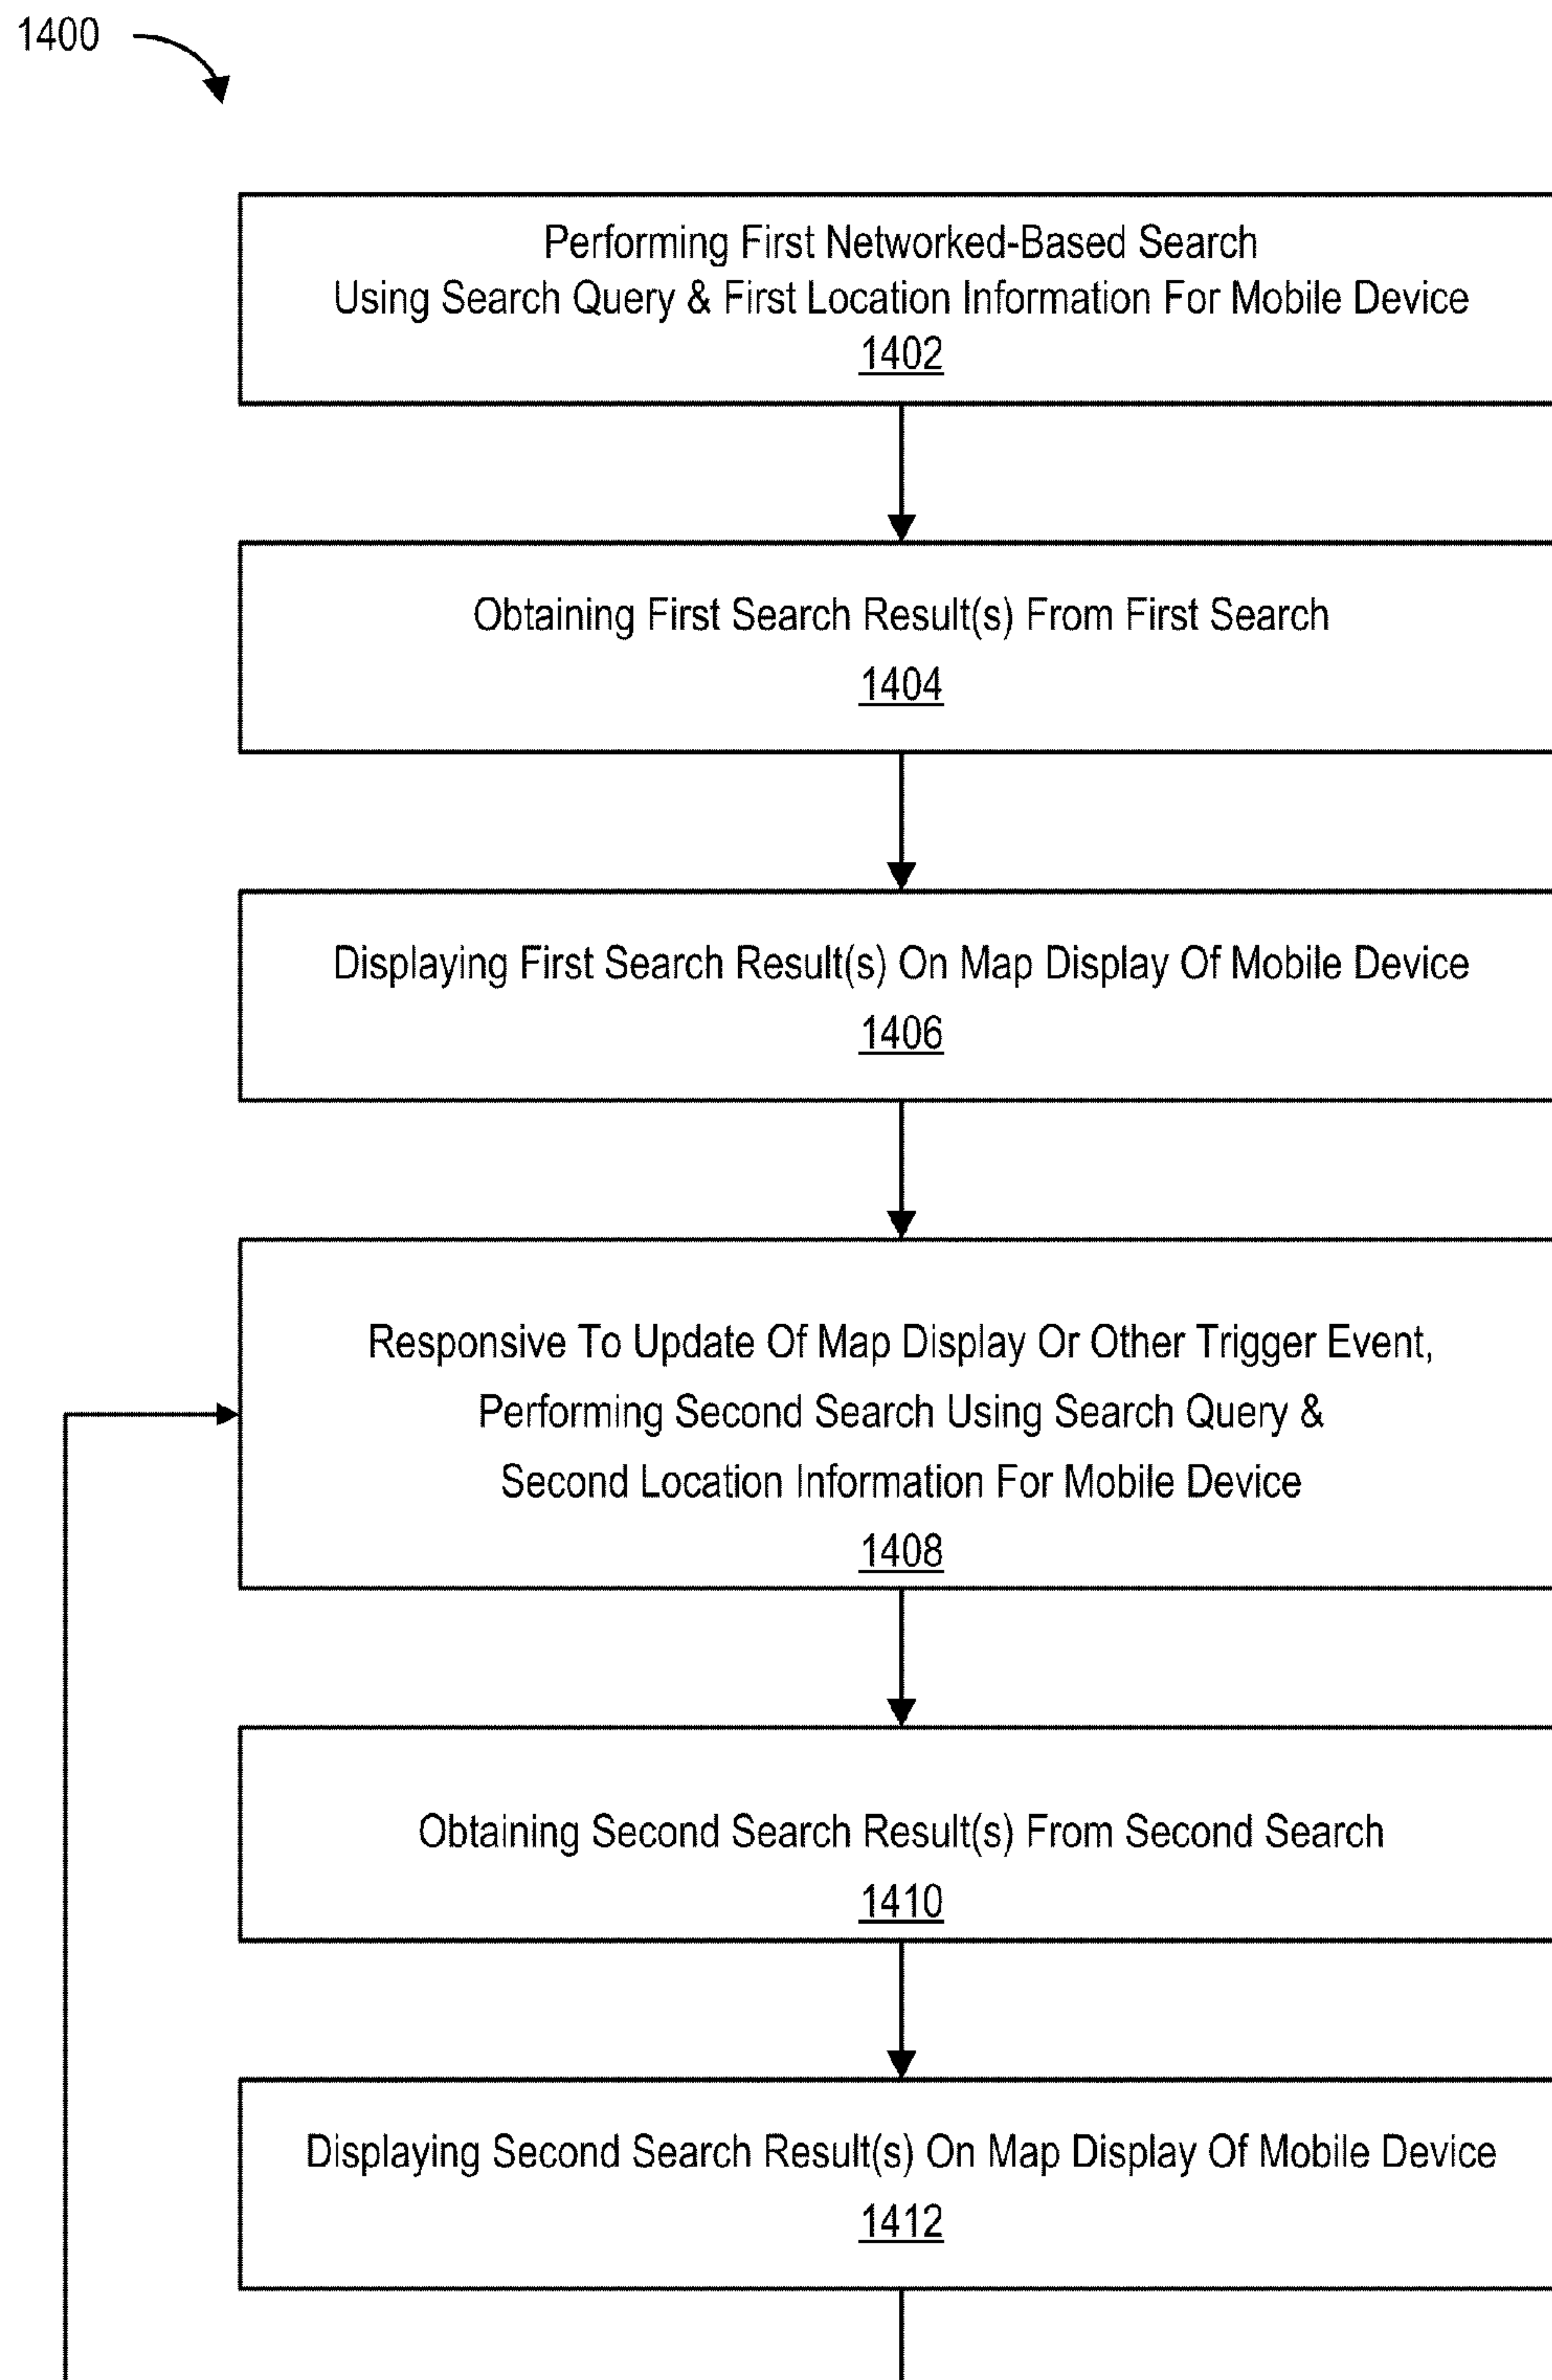 1400
Performing First Networked-Based Search
Using Search Query & First Location Information For Mobile Device
1402
Obtaining First Search Result(s) From First Search
1404
Displaying First Search Result(s) On Map Display Of Mobile Device
1406
Responsive To Update Of Map Display Or Other Trigger Event,
Performing Second Search Using Search Query &
Second Location Information For Mobile Device
1408
Obtaining Second Search Result(s) From Second Search
1410
Displaying Second Search Result(s) On Map Display Of Mobile Device
1412